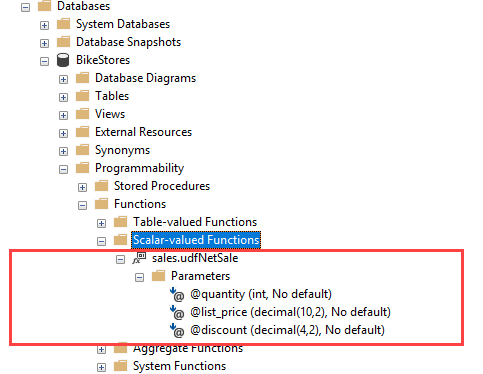 Databases
System Databases
Database Snapshots
BikeStores
Database Diagrams
Tables
Views
External Resources
Synonyms
Programmability
Stored Procedures
Functions
Table-valued Functions
Scalar-valued Functions
sales.udfNetSale
Parameters
@quantity (int, No default)
@list_price (decimal(10,2), No default)
@discount (decimal(4,2), No default)
Aggregate Functions
System Functions